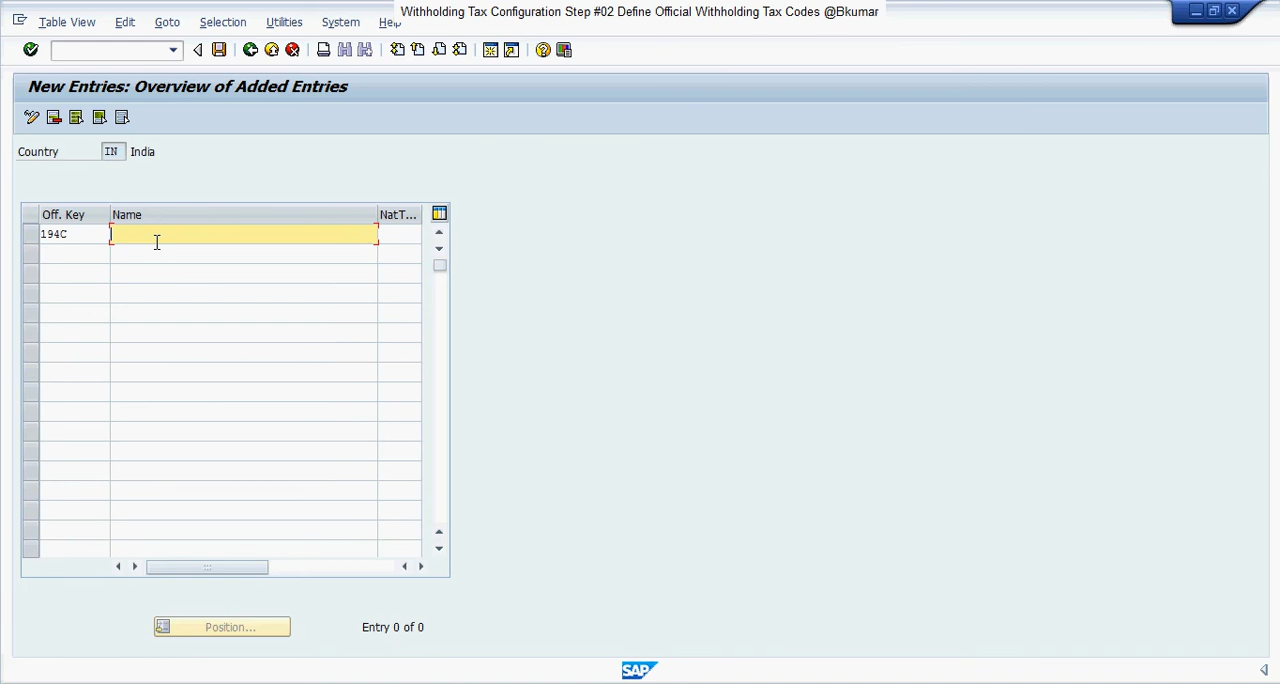 Withholding Tax Configuration Step #02 Define Official Withholding Tax Codes @Bkumar
Table View Edit Goto Selection Utilities System Help
New Entries: Overview of Added Entries
Country IN India
Off. Key Name NatT...
194C
Position... Entry 0 of 0
SAP